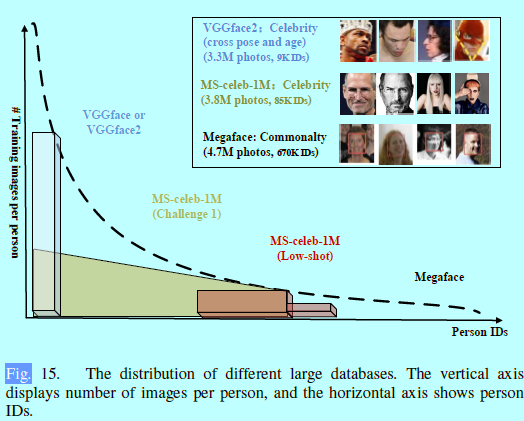 VGGface2: Celebrity
(cross pose and age)
(3.3M photos, 9K IDs)
MS-celeb-1M: Celebrity
(3.8M photos, 85K IDs)
Megaface: Commonalty
(4.7M photos, 670K IDs)
# Training images per person
VGGface or
VGGface2
MS-celeb-1M
(Challenge 1)
MS-celeb-1M
(Low-shot)
Megaface
Person IDs
Fig. 15. The distribution of different large databases. The vertical axis
displays number of images per person, and the horizontal axis shows person
IDs.